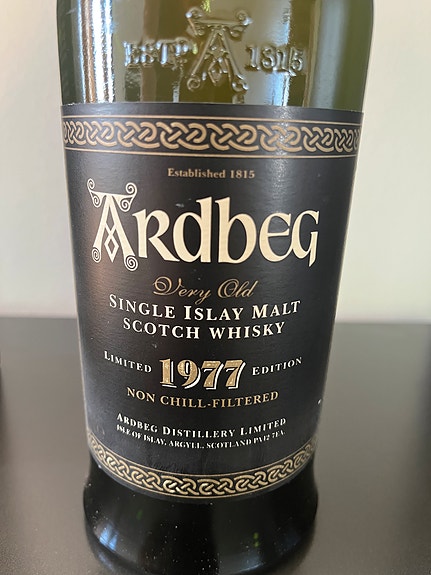 ESTD A 1815
Established 1815
ARDBEG
Very Old
SINGLE ISLAY MALT
SCOTCH WHISKY
LIMITED 1977 EDITION
NON CHILL-FILTERED
ARDBEG DISTILLERY LIMITED
ISLE OF ISLAY, ARGYLL, SCOTLAND PA42 7EA